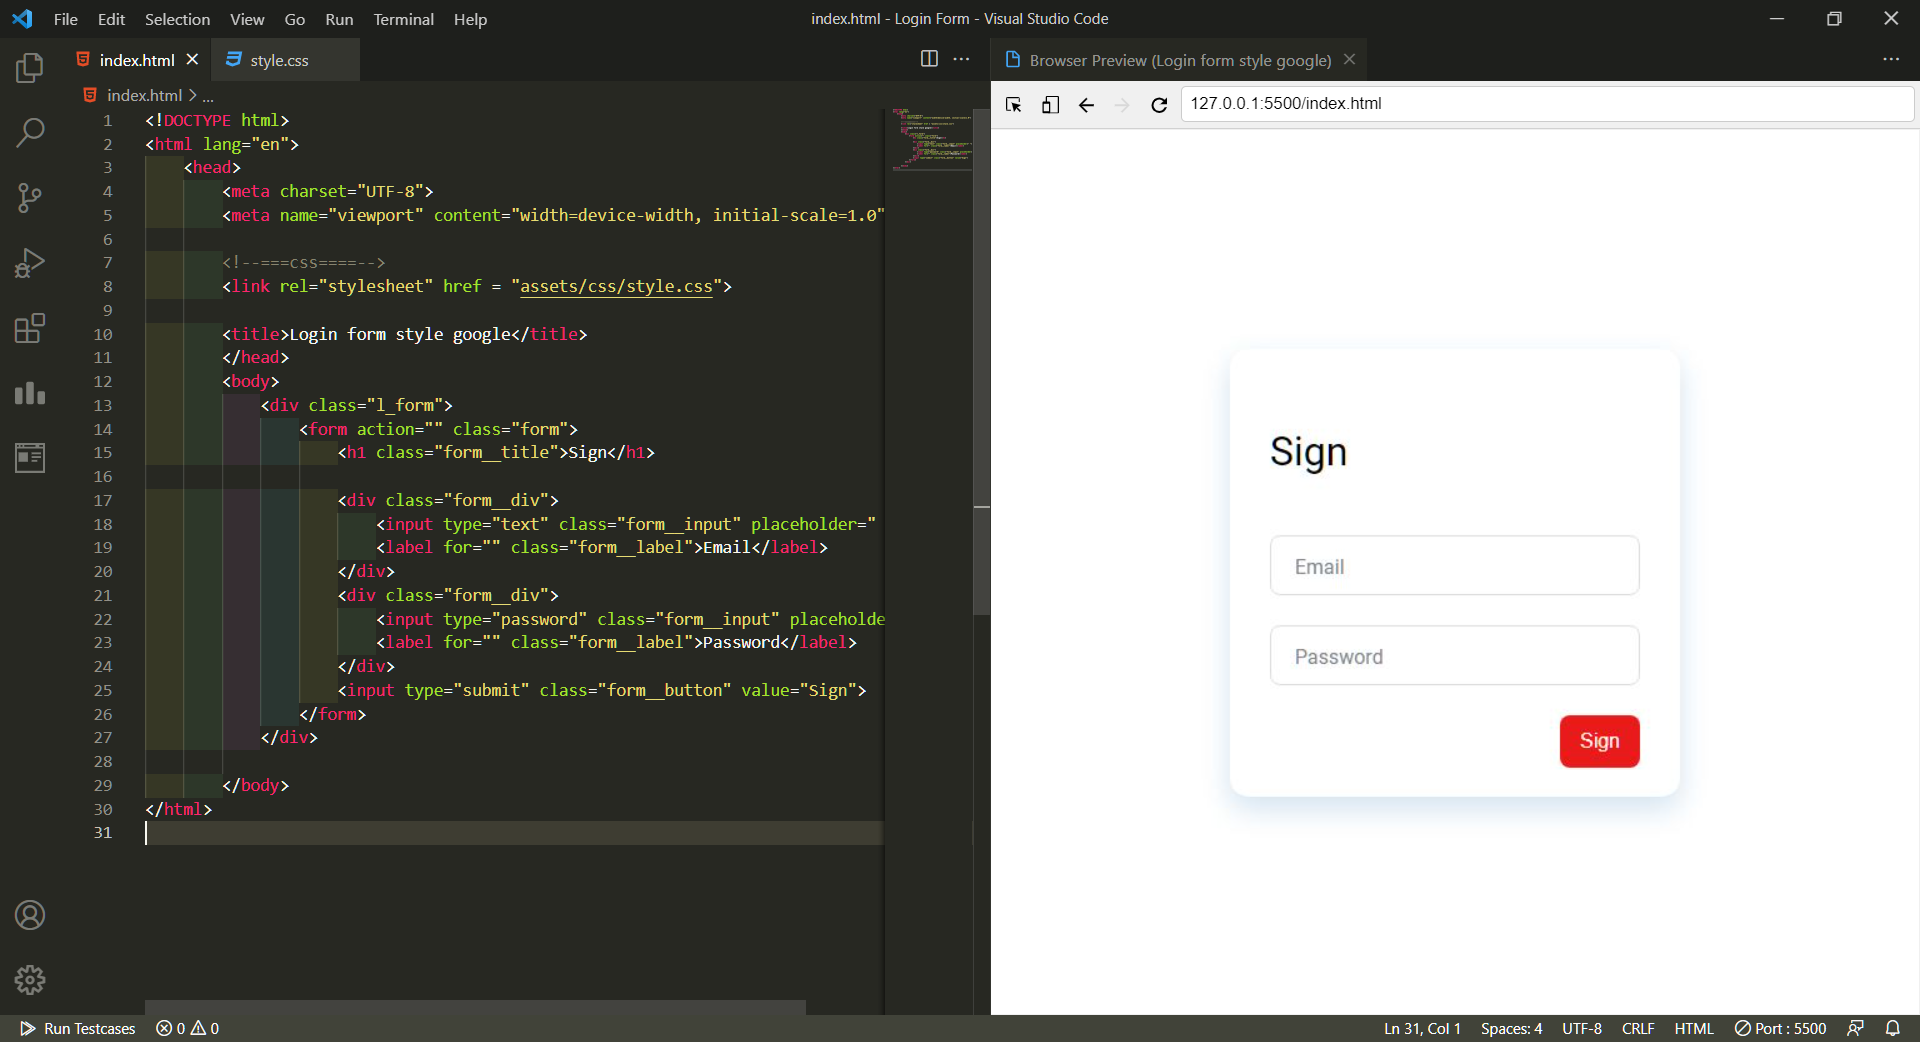 File Edit Selection View Go Run Terminal Help
index.html - Login Form - Visual Studio Code
index.html
style.css
Browser Preview (Login form style google)
index.html > ...
127.0.0.1:5500/index.html
1 <!DOCTYPE html>
2 <html lang="en">
3 <head>
4 <meta charset="UTF-8">
5 <meta name="viewport" content="width=device-width, initial-scale=1.0"
6
7 <!--===css====-->
8 <link rel="stylesheet" href = "assets/css/style.css">
9
10 <title>Login form style google</title>
11 </head>
12 <body>
13 <div class="l_form">
14 <form action="" class="form">
15 <h1 class="form__title">Sign</h1>
16
17 <div class="form__div">
18 <input type="text" class="form__input" placeholder="
19 <label for="" class="form__label">Email</label>
20 </div>
21 <div class="form__div">
22 <input type="password" class="form__input" placeholde
23 <label for="" class="form__label">Password</label>
24 </div>
25 <input type="submit" class="form__button" value="Sign">
26 </form>
27 </div>
28
29 </body>
30 </html>
31
Sign
Email
Password
Sign
Run Testcases 0 0
Ln 31, Col 1 Spaces: 4 UTF-8 CRLF HTML Port : 5500